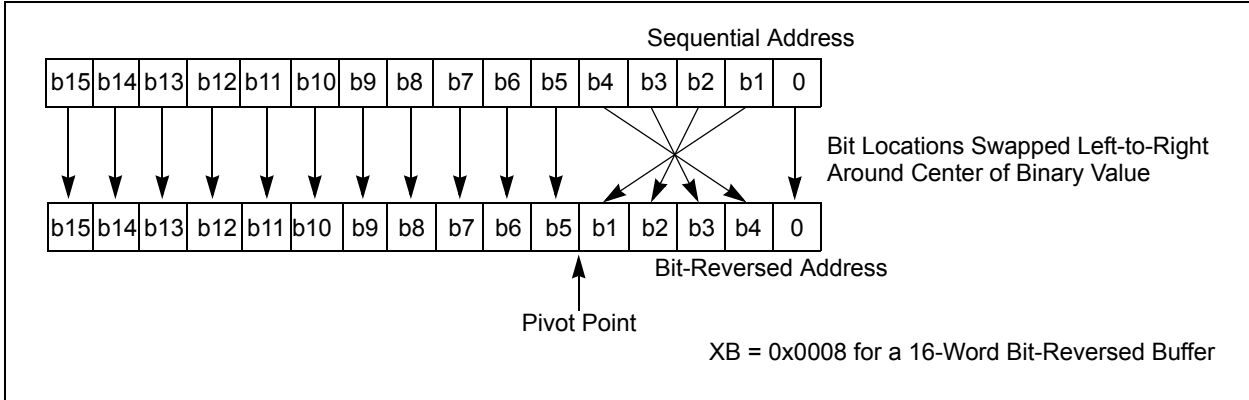 Sequential Address
b15 b14 b13 b12 b11 b10 b9 b8 b7 b6 b5 b4 b3 b2 b1 0
Bit Locations Swapped Left-to-Right
Around Center of Binary Value
b15 b14 b13 b12 b11 b10 b9 b8 b7 b6 b5 b1 b2 b3 b4 0
Bit-Reversed Address
Pivot Point
XB = 0x0008 for a 16-Word Bit-Reversed Buffer